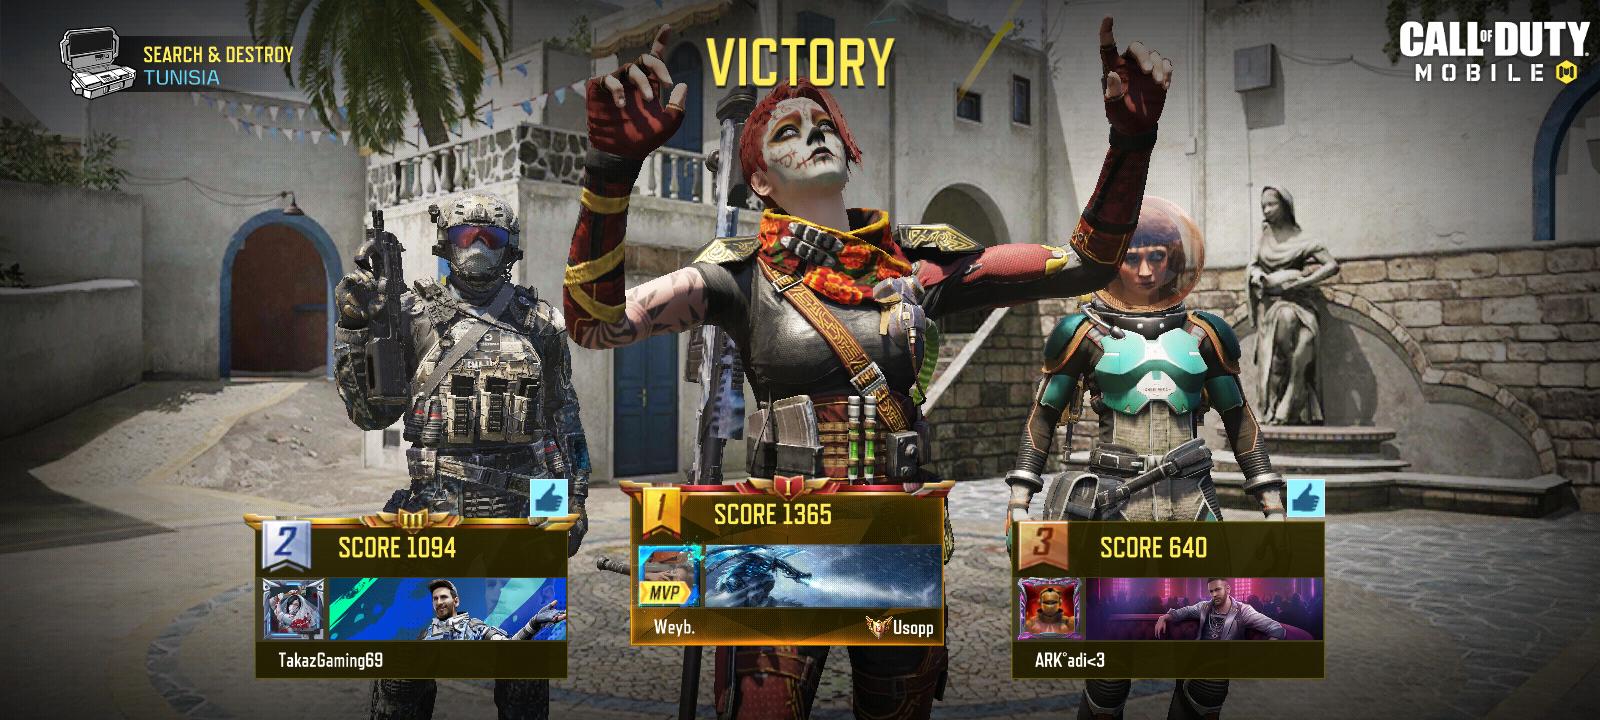 SEARCH & DESTROY
TUNISIA
VICTORY
CALL OF DUTY
MOBILE
2
SCORE 1094
TakazGaming69
1
SCORE 1365
MVP
Weyb.
Usopp
3
SCORE 640
ARK°adi<3